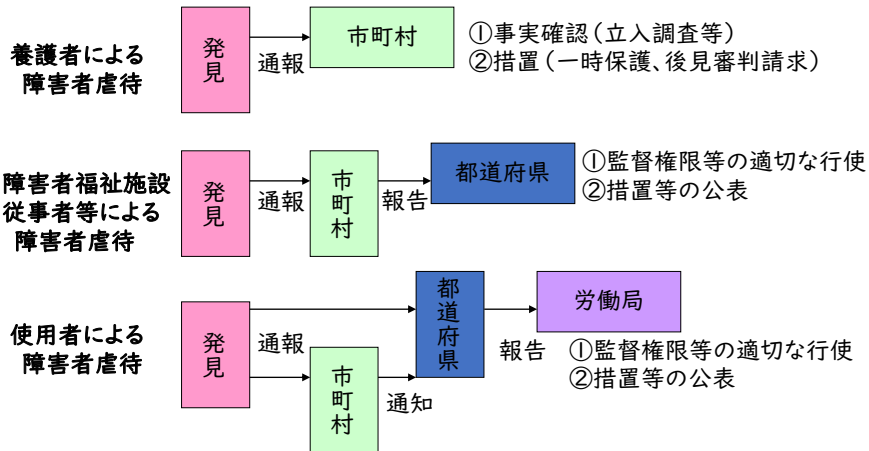 養護者による
障害者虐待
発見
通報
市町村
①事実確認（立入調査等）
②措置（一時保護、後見審判請求）
障害者福祉施設
従事者等による
障害者虐待
発見
通報
市町村
報告
都道府県
①監督権限等の適切な行使
②措置等の公表
使用者による
障害者虐待
発見
通報
市町村
通知
都道府県
報告
労働局
①監督権限等の適切な行使
②措置等の公表